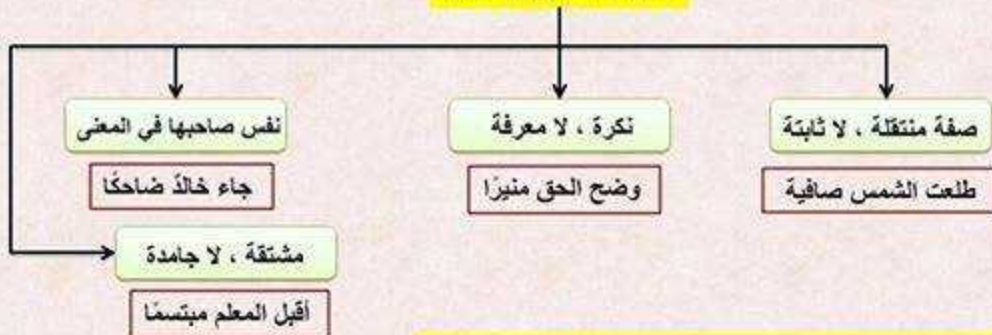 صفة منتقلة ، لا ثابتة
طلعت الشمس صافية
نكرة ، لا معرفة
وضح الحق منيرًا
نفس صاحبها في المعنى
جاء خالدٌ ضاحكًا
مشتقة ، لا جامدة
أقبل المعلم مبتسمًا